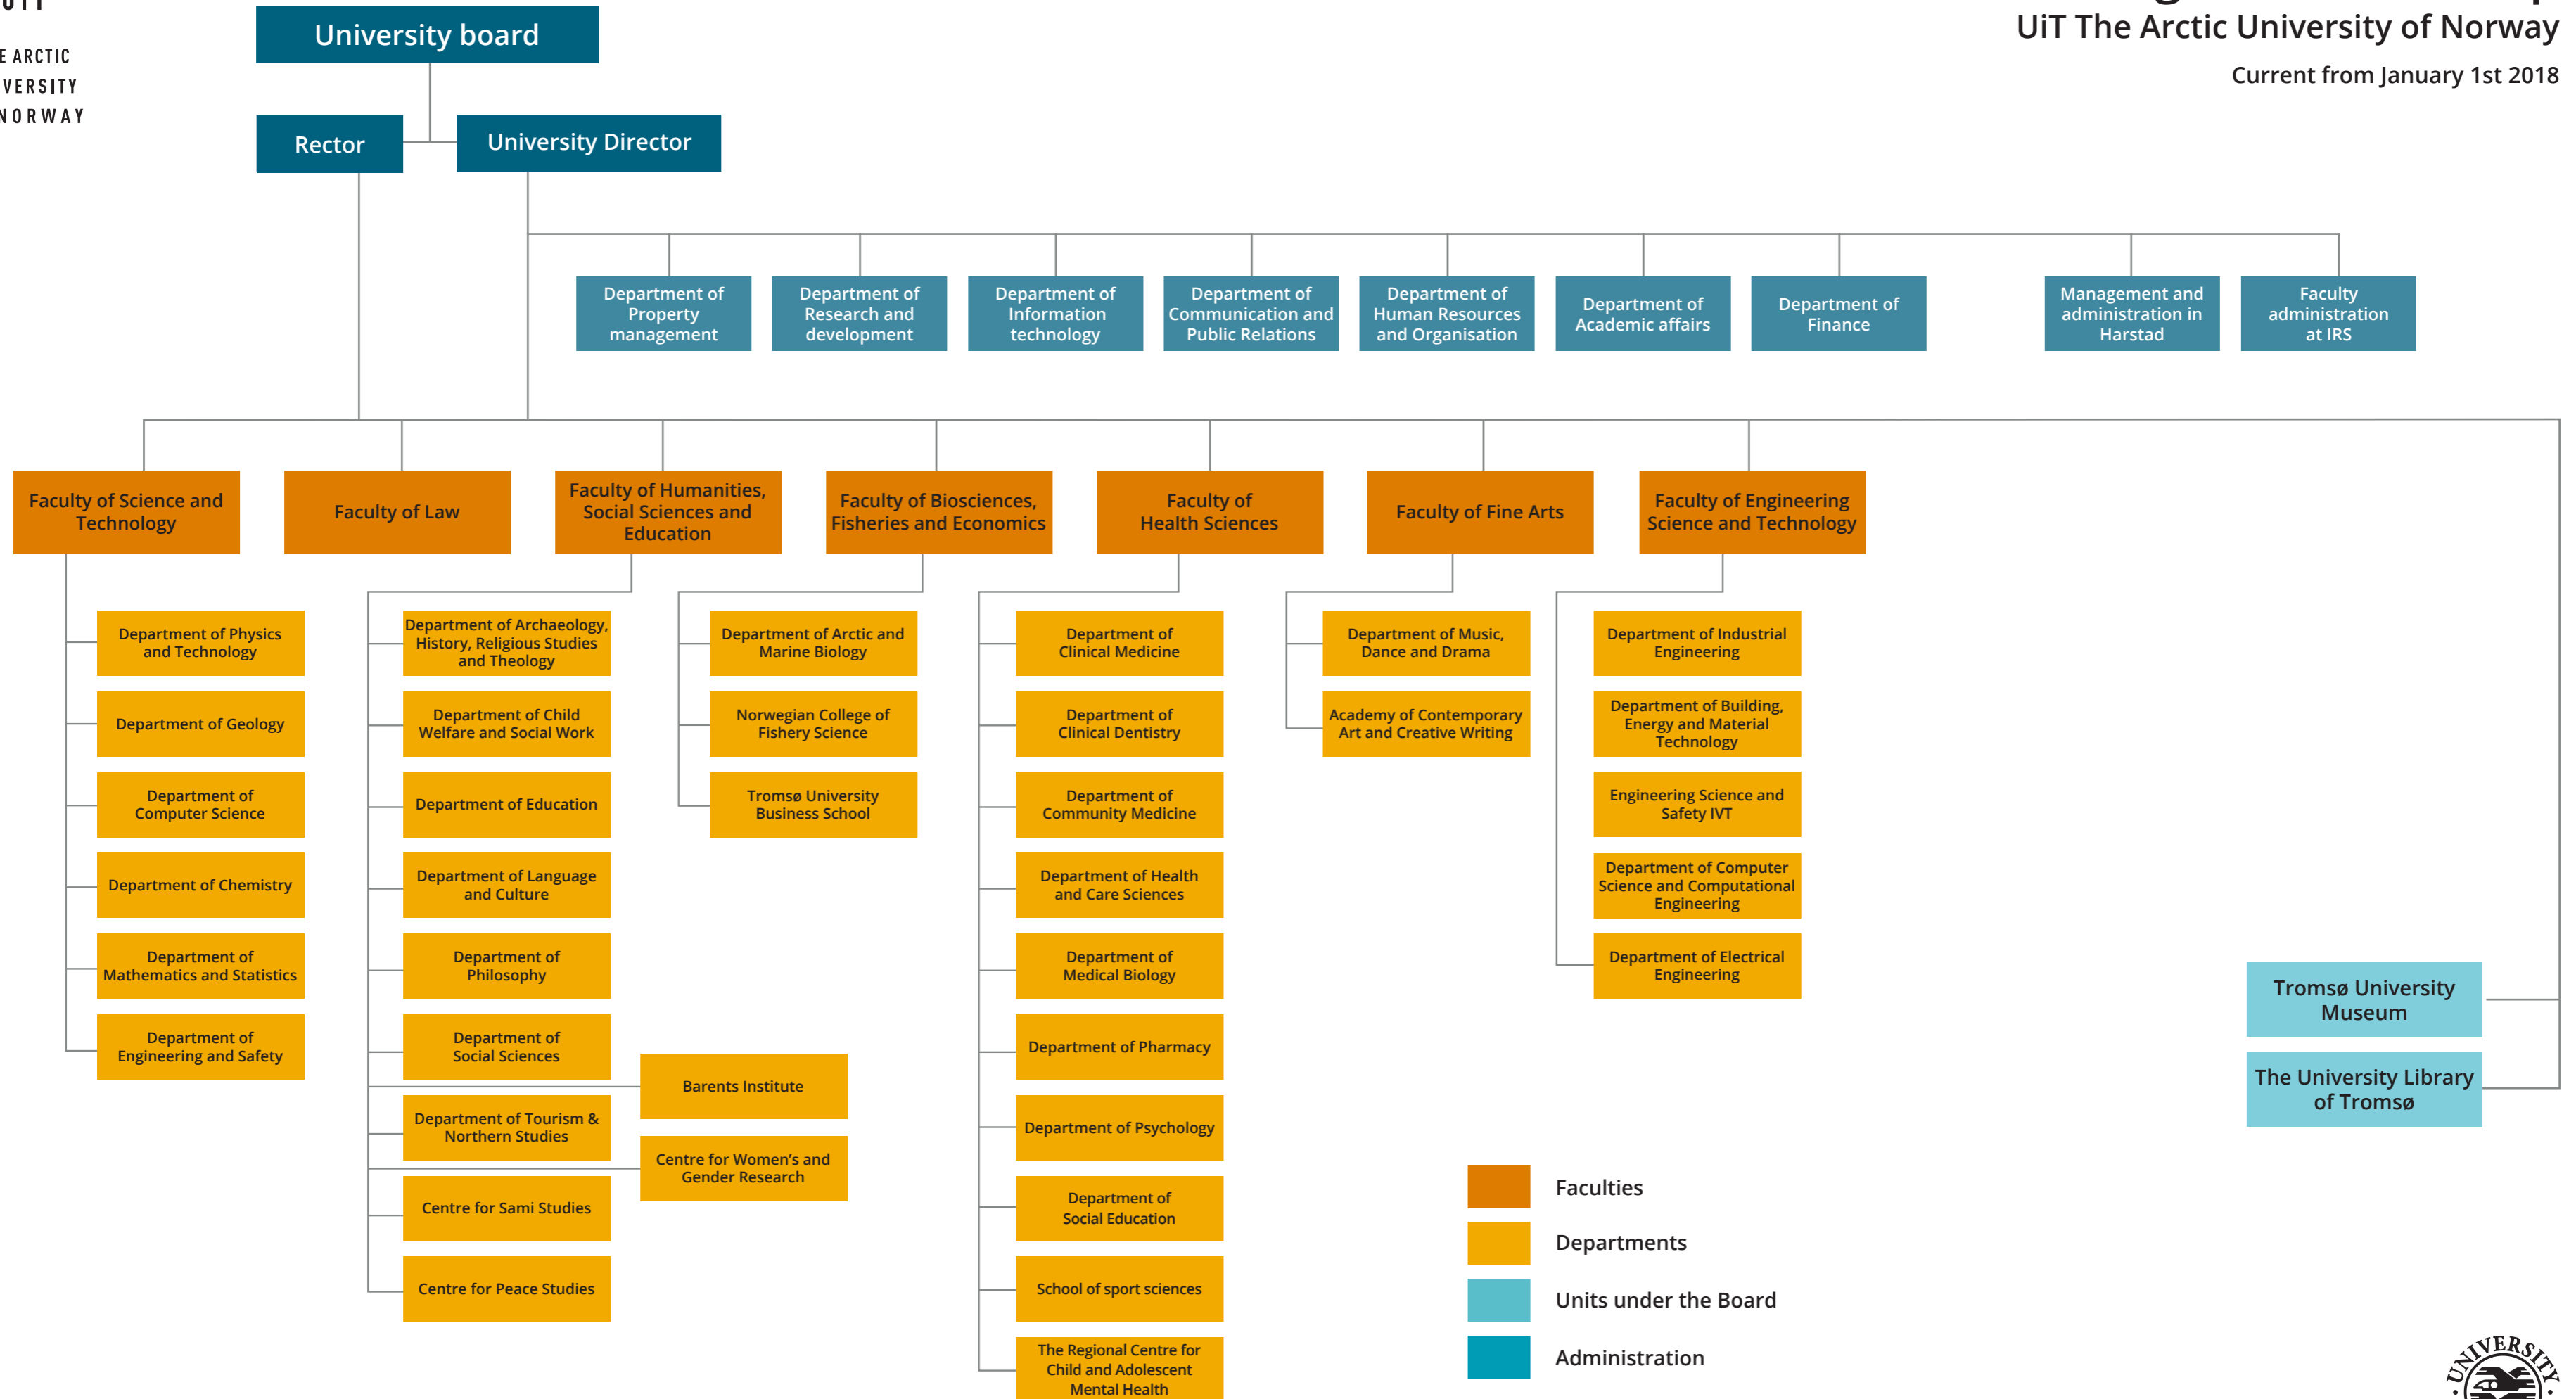 E ARCTIC
VERSITY
NORWAY
UiT The Arctic University of Norway
Current from January 1st 2018
University board
Rector
University Director
Department of
Property
management
Department of
Research and
development
Department of
Information
technology
Department of
Communication and
Public Relations
Department of
Human Resources
and Organisation
Department of
Academic affairs
Department of
Finance
Management and
administration in
Harstad
Faculty
administration
at IRS
Faculty of Science and
Technology
Faculty of Law
Faculty of Humanities,
Social Sciences and
Education
Faculty of Biosciences,
Fisheries and Economics
Faculty of
Health Sciences
Faculty of Fine Arts
Faculty of Engineering
Science and Technology
Department of Physics
and Technology
Department of Geology
Department of
Computer Science
Department of Chemistry
Department of
Mathematics and Statistics
Department of
Engineering and Safety
Department of Archaeology,
History, Religious Studies
and Theology
Department of Child
Welfare and Social Work
Department of Education
Department of Language
and Culture
Department of
Philosophy
Department of
Social Sciences
Barents Institute
Department of Tourism &
Northern Studies
Centre for Women's and
Gender Research
Centre for Sami Studies
Centre for Peace Studies
Department of Arctic and
Marine Biology
Norwegian College of
Fishery Science
Tromsø University
Business School
Department of
Clinical Medicine
Department of
Clinical Dentistry
Department of
Community Medicine
Department of Health
and Care Sciences
Department of
Medical Biology
Department of Pharmacy
Department of Psychology
Department of
Social Education
School of sport sciences
The Regional Centre for
Child and Adolescent
Mental Health
Department of Music,
Dance and Drama
Academy of Contemporary
Art and Creative Writing
Department of Industrial
Engineering
Department of Building,
Energy and Material
Technology
Engineering Science and
Safety IVT
Department of Computer
Science and Computational
Engineering
Department of Electrical
Engineering
Tromsø University
Museum
The University Library
of Tromsø
Faculties
Departments
Units under the Board
Administration
UNIVERSITY